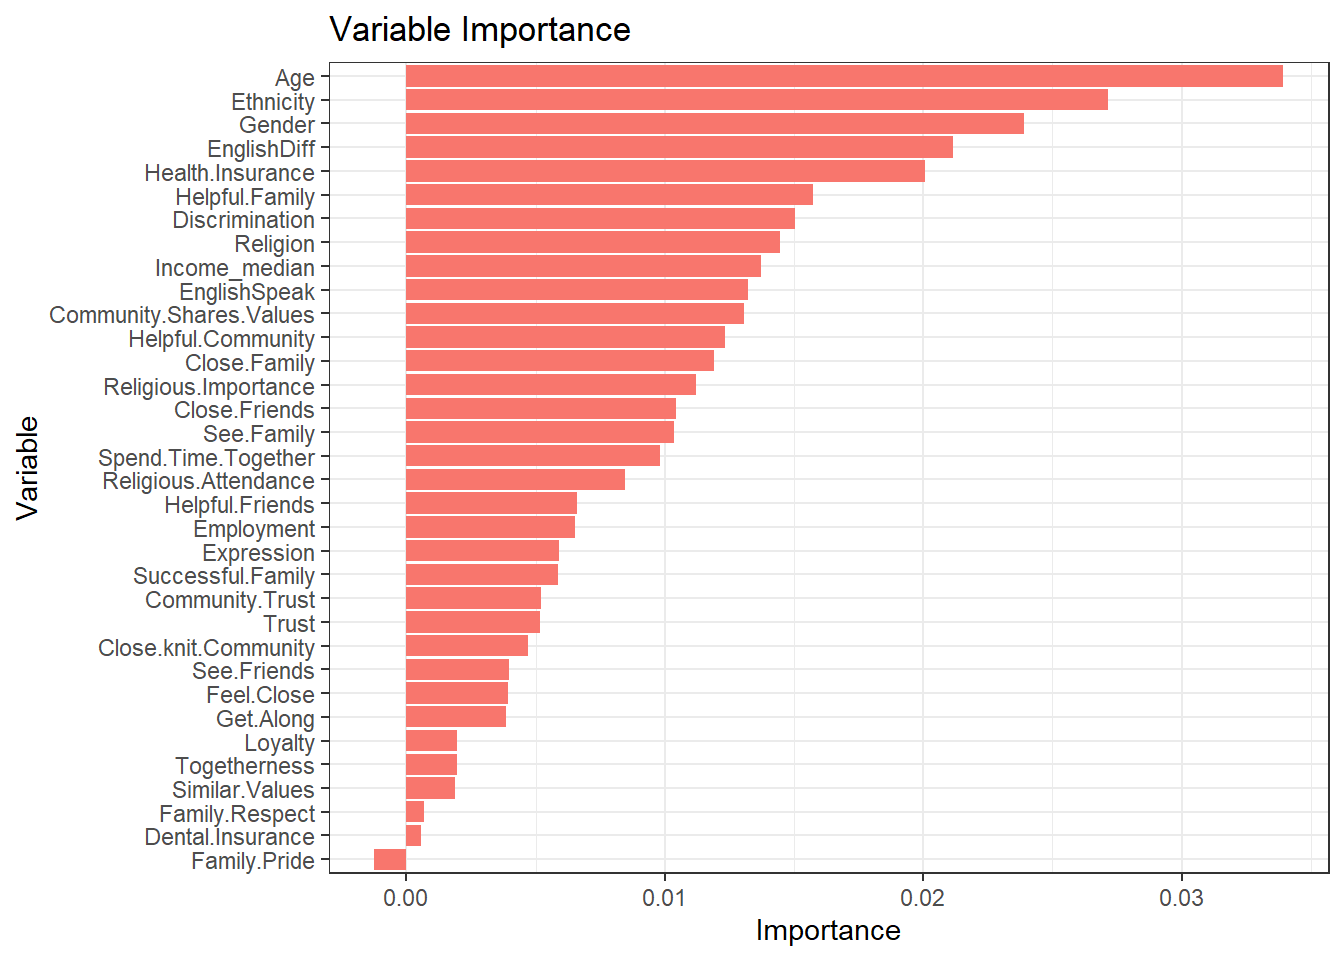 Variable Importance
Age
Ethnicity
Gender
EnglishDiff
Health.Insurance
Helpful.Family
Discrimination
Religion
Income_median
EnglishSpeak
Community.Shares.Values
Helpful.Community
Close.Family
Religious.Importance
Close.Friends
See.Family
Spend.Time.Together
Religious.Attendance
Helpful.Friends
Employment
Expression
Successful.Family
Community.Trust
Trust
Close.knit.Community
See.Friends
Feel.Close
Get.Along
Loyalty
Togetherness
Similar.Values
Family.Respect
Dental.Insurance
Family.Pride
Variable
0.00 0.01 0.02 0.03
Importance